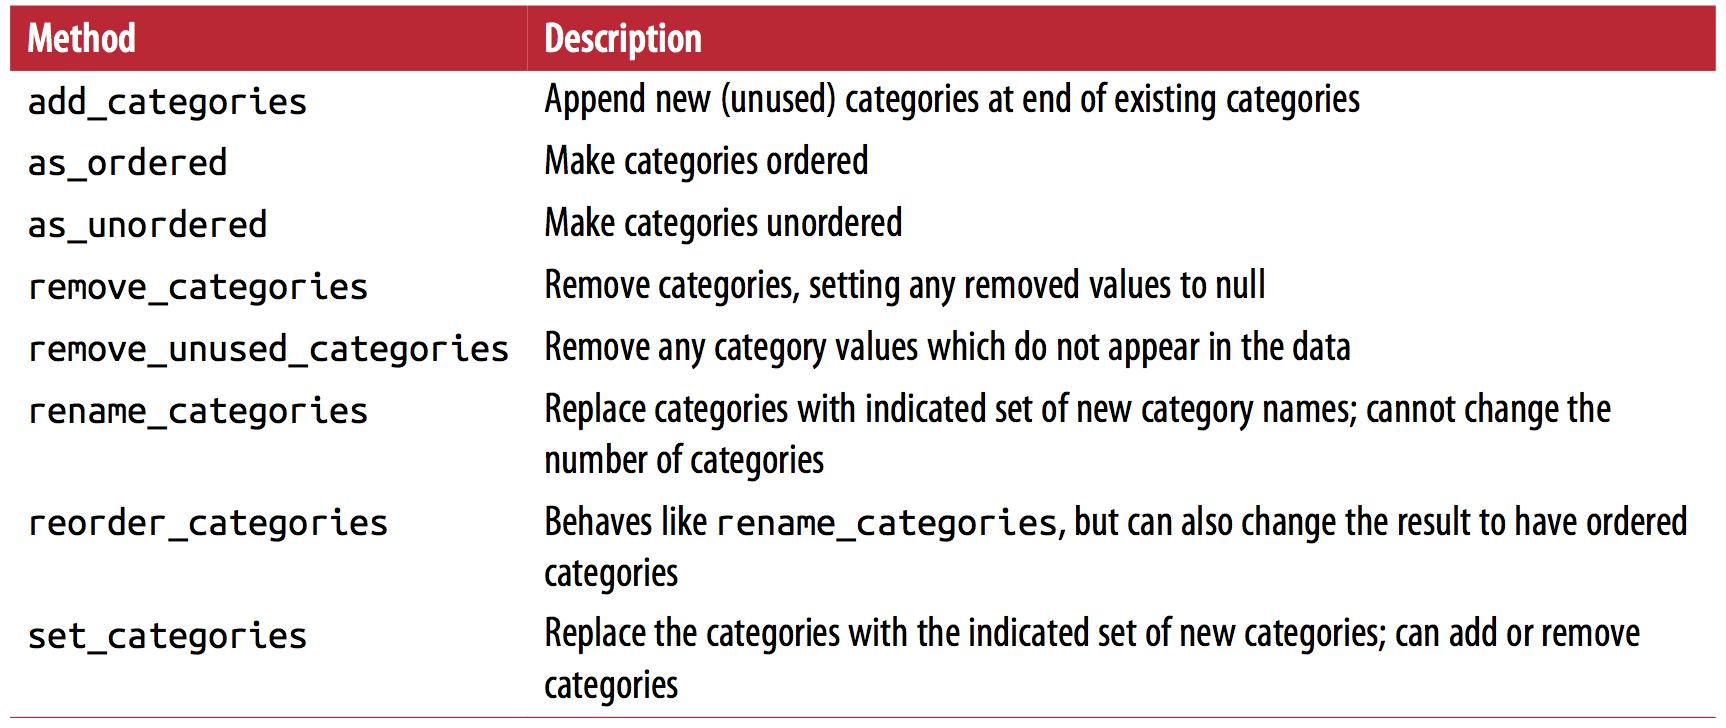 Method Description
add_categories Append new (unused) categories at end of existing categories
as_ordered Make categories ordered
as_unordered Make categories unordered
remove_categories Remove categories, setting any removed values to null
remove_unused_categories Remove any category values which do not appear in the data
rename_categories Replace categories with indicated set of new category names; cannot change the
number of categories
reorder_categories Behaves like rename_categories, but can also change the result to have ordered
categories
set_categories Replace the categories with the indicated set of new categories; can add or remove
categories